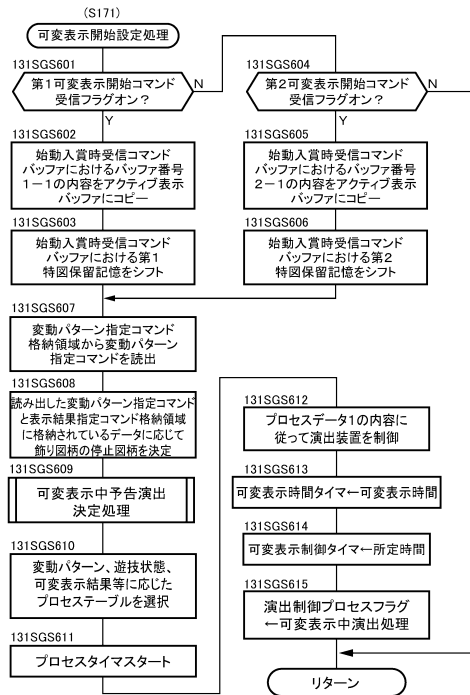 (S171)
可変表示開始設定処理
131SGS601
第1可変表示開始コマンド
受信フラグオン？
N
Y
131SGS602
始動入賞時受信コマンド
バッファにおけるバッファ番号
1－1の内容をアクティブ表示
バッファにコピー
131SGS603
始動入賞時受信コマンド
バッファにおける第1
特図保留記憶をシフト
131SGS604
第2可変表示開始コマンド
受信フラグオン？
N
Y
131SGS605
始動入賞時受信コマンド
バッファにおけるバッファ番号
2－1の内容をアクティブ表示
バッファにコピー
131SGS606
始動入賞時受信コマンド
バッファにおける第2
特図保留記憶をシフト
131SGS607
変動パターン指定コマンド
格納領域から変動パターン
指定コマンドを読出
131SGS608
読み出した変動パターン指定コマンド
と表示結果指定コマンド格納領域
に格納されているデータに応じて
飾り図柄の停止図柄を決定
131SGS609
可変表示中予告演出
決定処理
131SGS610
変動パターン、遊技状態、
可変表示結果等に応じた
プロセステーブルを選択
131SGS611
プロセスタイマスタート
131SGS612
プロセスデータ1の内容に
従って演出装置を制御
131SGS613
可変表示時間タイマ←可変表示時間
131SGS614
可変表示制御タイマ←所定時間
131SGS615
演出制御プロセスフラグ
←可変表示中演出処理
リターン